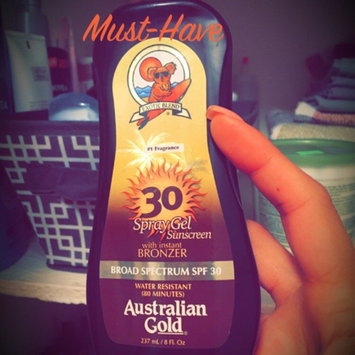 Must-Have
EXOTIC BLEND
#1 Fragrance
30
Spray Gel
Sunscreen
with instant
BRONZER
BROAD SPECTRUM SPF 30
WATER RESISTANT
(80 MINUTES)
Australian
Gold®
237 mL / 8 Fl Oz